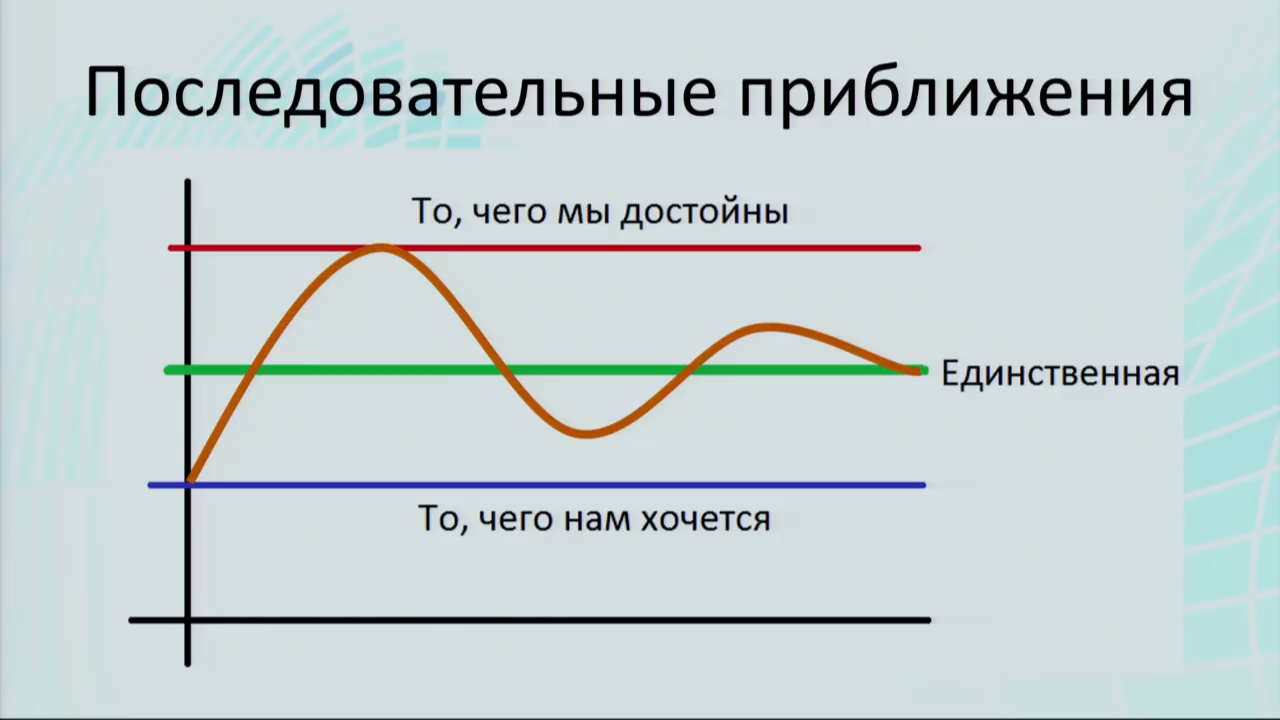 Последовательные приближения
То, чего мы достойны
Единственная
То, чего нам хочется